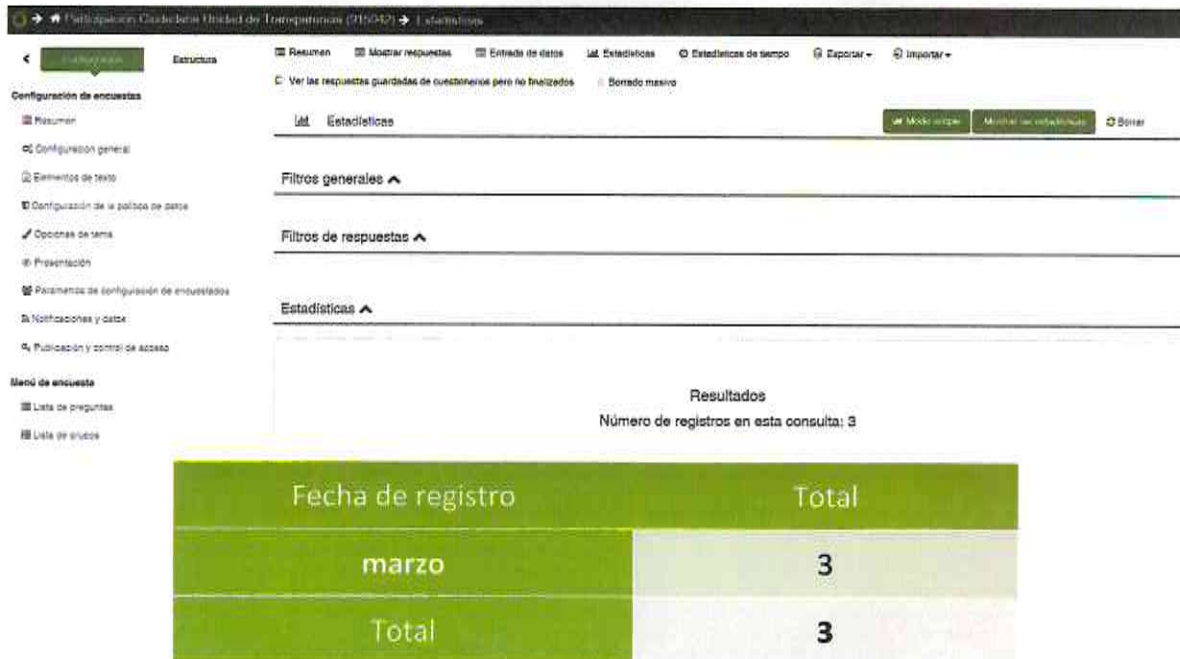 Participación Ciudadana Unidad de Transparencia (915042) → Estadísticas
Configuración Estructura
Resumen Mostrar respuestas Entrada de datos Estadísticas Estadísticas de tiempo Exportar Importar
Ver las respuestas guardadas de cuestionarios pero no finalizados Borrado masivo
Configuración de encuestas
Resumen
Configuración general
Elementos de texto
Configuración de la política de datos
Opciones de tema
Presentación
Parametros de configuración de encuestados
Notificaciones y datos
Publicación y control de acceso
Menú de encuesta
Lista de preguntas
Lista de grupos
Estadísticas Modo simple Mostrar las estadísticas Borrar
Filtros generales
Filtros de respuestas
Estadísticas
Resultados
Número de registros en esta consulta: 3
Fecha de registro Total
marzo 3
Total 3